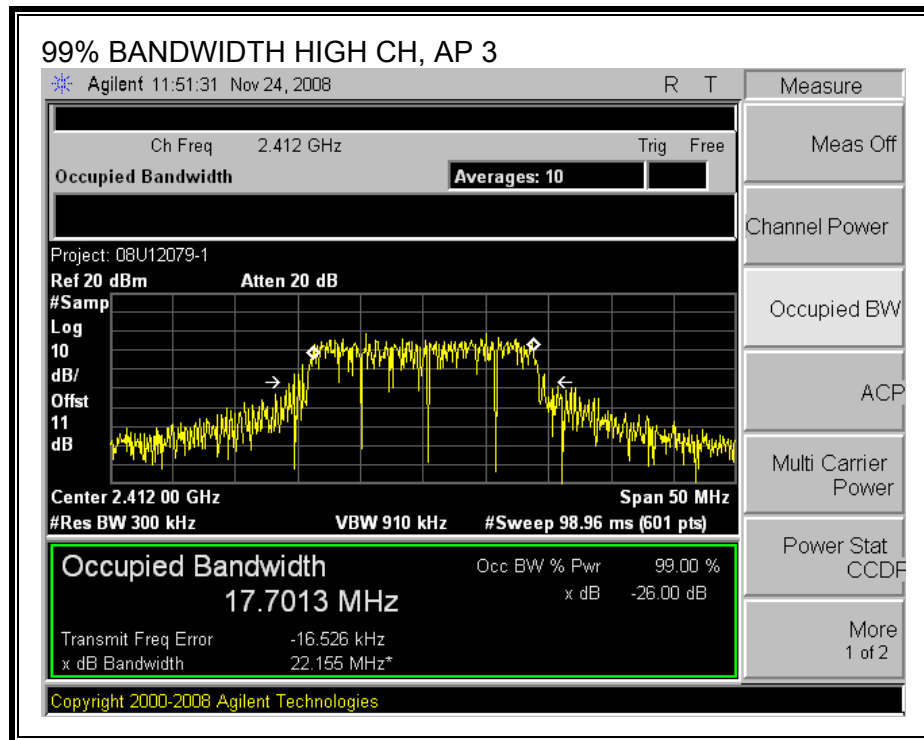 99% BANDWIDTH HIGH CH, AP 3
Agilent 11:51:31 Nov 24, 2008 R T
Measure
Ch Freq 2.412 GHz Trig Free
Meas Off
Occupied Bandwidth Averages: 10
Channel Power
Project: 08U12079-1
Ref 20 dBm Atten 20 dB
#Samp
Log
10
dB/
Offst
11
dB
Occupied BW
ACP
Multi Carrier
Power
Center 2.412 00 GHz Span 50 MHz
#Res BW 300 kHz VBW 910 kHz #Sweep 98.96 ms (601 pts)
Power Stat
CCDF
Occupied Bandwidth Occ BW % Pwr 99.00 %
17.7013 MHz x dB -26.00 dB
Transmit Freq Error -16.526 kHz
x dB Bandwidth 22.155 MHz*
More
1 of 2
Copyright 2000-2008 Agilent Technologies